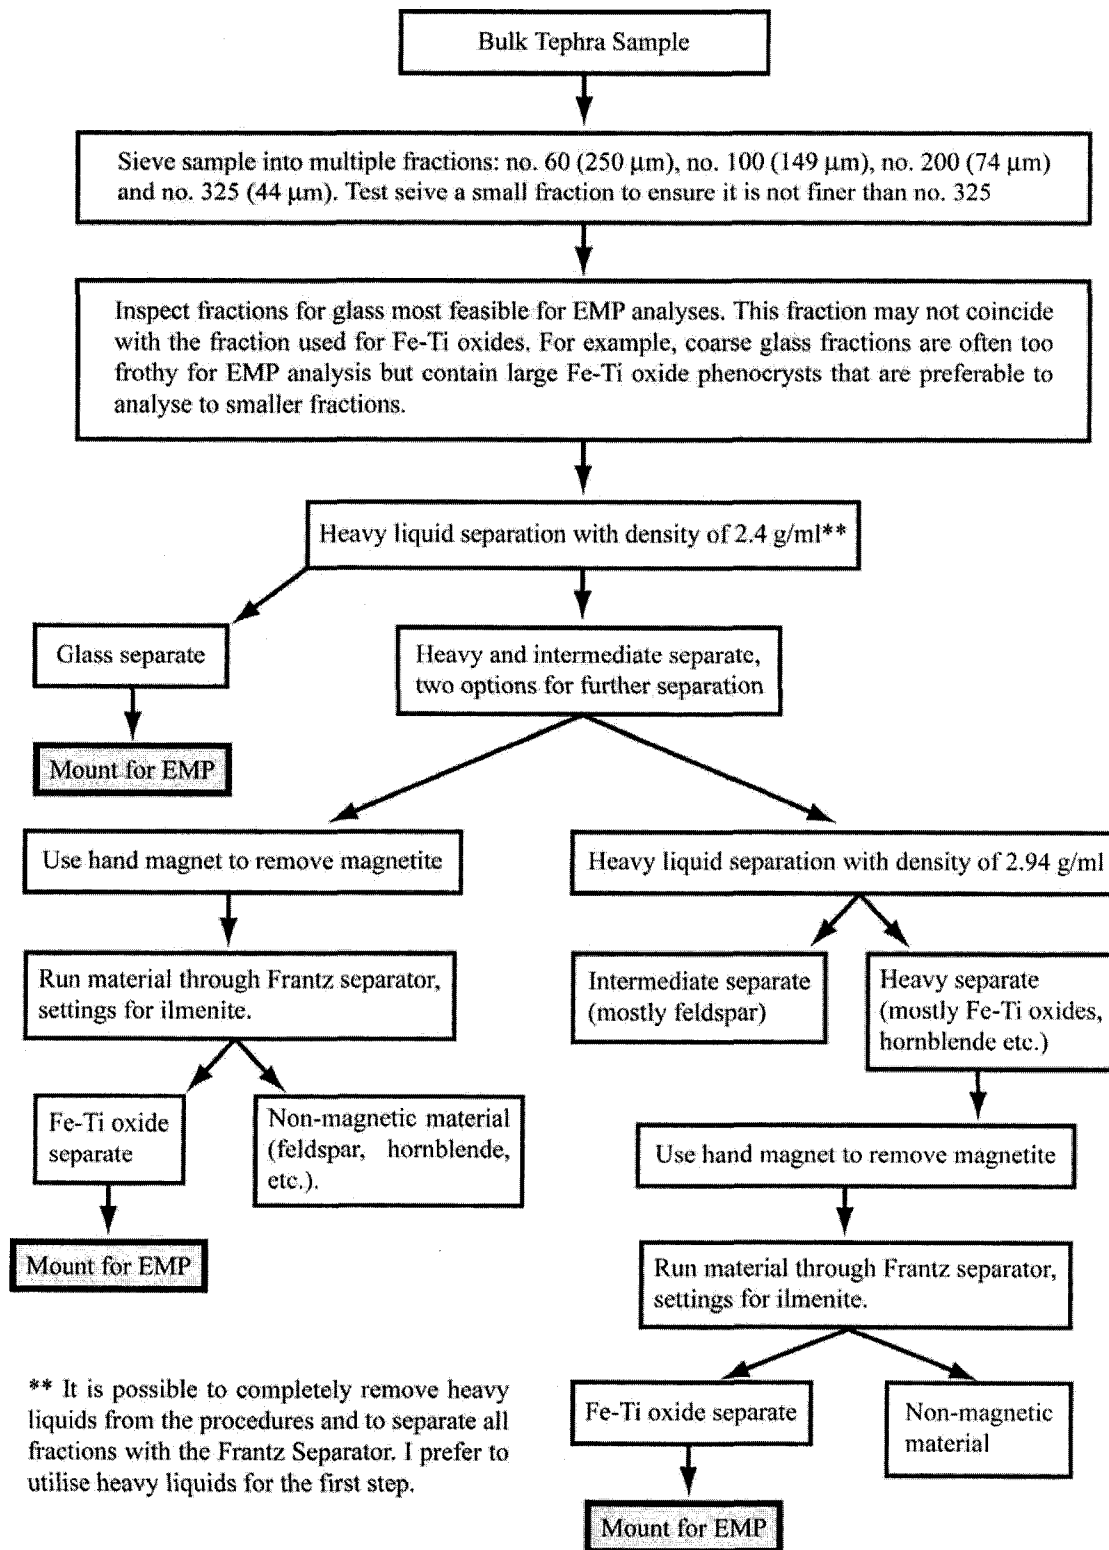 Bulk Tephra Sample
Sieve sample into multiple fractions: no. 60 (250 μm), no. 100 (149 μm), no. 200 (74 μm)
and no. 325 (44 μm). Test seive a small fraction to ensure it is not finer than no. 325
Inspect fractions for glass most feasible for EMP analyses. This fraction may not coincide
with the fraction used for Fe-Ti oxides. For example, coarse glass fractions are often too
frothy for EMP analysis but contain large Fe-Ti oxide phenocrysts that are preferable to
analyse to smaller fractions.
Heavy liquid separation with density of 2.4 g/ml**
Glass separate
Mount for EMP
Heavy and intermediate separate,
two options for further separation
Use hand magnet to remove magnetite
Run material through Frantz separator,
settings for ilmenite.
Fe-Ti oxide
separate
Non-magnetic material
(feldspar, hornblende,
etc.).
Mount for EMP
Heavy liquid separation with density of 2.94 g/ml
Intermediate separate
(mostly feldspar)
Heavy separate
(mostly Fe-Ti oxides,
hornblende etc.)
Use hand magnet to remove magnetite
Run material through Frantz separator,
settings for ilmenite.
Fe-Ti oxide separate
Non-magnetic
material
Mount for EMP
** It is possible to completely remove heavy
liquids from the procedures and to separate all
fractions with the Frantz Separator. I prefer to
utilise heavy liquids for the first step.